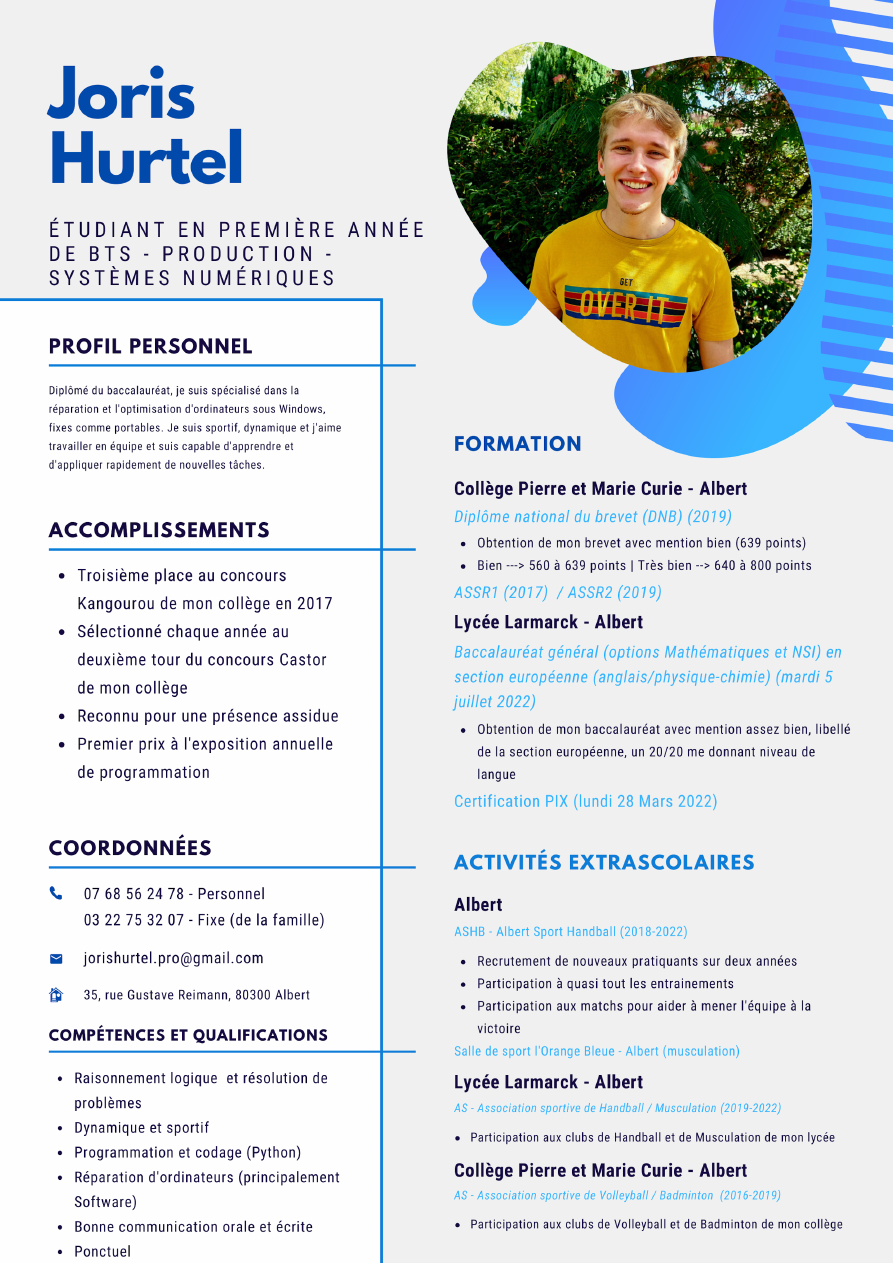 Joris
Hurtel
ÉTUDIANT EN PREMIÈRE ANNÉE
DE BTS - PRODUCTION -
SYSTÈMES NUMÉRIQUES
GET
OVER IT
PROFIL PERSONNEL
Diplômé du baccalauréat, je suis spécialisé dans la
réparation et l'optimisation d'ordinateurs sous Windows,
fixes comme portables. Je suis sportif, dynamique et j'aime
travailler en équipe et suis capable d'apprendre et
d'appliquer rapidement de nouvelles tâches.
ACCOMPLISSEMENTS
• Troisième place au concours
Kangourou de mon collège en 2017
• Sélectionné chaque année au
deuxième tour du concours Castor
de mon collège
• Reconnu pour une présence assidue
• Premier prix à l'exposition annuelle
de programmation
COORDONNÉES
07 68 56 24 78 - Personnel
03 22 75 32 07 - Fixe (de la famille)
jorishurtel.pro@gmail.com
35, rue Gustave Reimann, 80300 Albert
COMPÉTENCES ET QUALIFICATIONS
• Raisonnement logique  et résolution de
problèmes
• Dynamique et sportif
• Programmation et codage (Python)
• Réparation d'ordinateurs (principalement
Software)
• Bonne communication orale et écrite
• Ponctuel
FORMATION
Collège Pierre et Marie Curie - Albert
Diplôme national du brevet (DNB) (2019)
• Obtention de mon brevet avec mention bien (639 points)
• Bien ---> 560 à 639 points | Très bien --> 640 à 800 points
ASSR1 (2017)  / ASSR2 (2019)
Lycée Larmarck - Albert
Baccalauréat général (options Mathématiques et NSI) en
section européenne (anglais/physique-chimie) (mardi 5
juillet 2022)
• Obtention de mon baccalauréat avec mention assez bien, libellé
de la section européenne, un 20/20 me donnant niveau de
langue
Certification PIX (lundi 28 Mars 2022)
ACTIVITÉS EXTRASCOLAIRES
Albert
ASHB - Albert Sport Handball (2018-2022)
• Recrutement de nouveaux pratiquants sur deux années
• Participation à quasi tout les entrainements
• Participation aux matchs pour aider à mener l'équipe à la
victoire
Salle de sport l'Orange Bleue - Albert (musculation)
Lycée Larmarck - Albert
AS - Association sportive de Handball / Musculation (2019-2022)
• Participation aux clubs de Handball et de Musculation de mon lycée
Collège Pierre et Marie Curie - Albert
AS - Association sportive de Volleyball / Badminton  (2016-2019)
• Participation aux clubs de Volleyball et de Badminton de mon collège